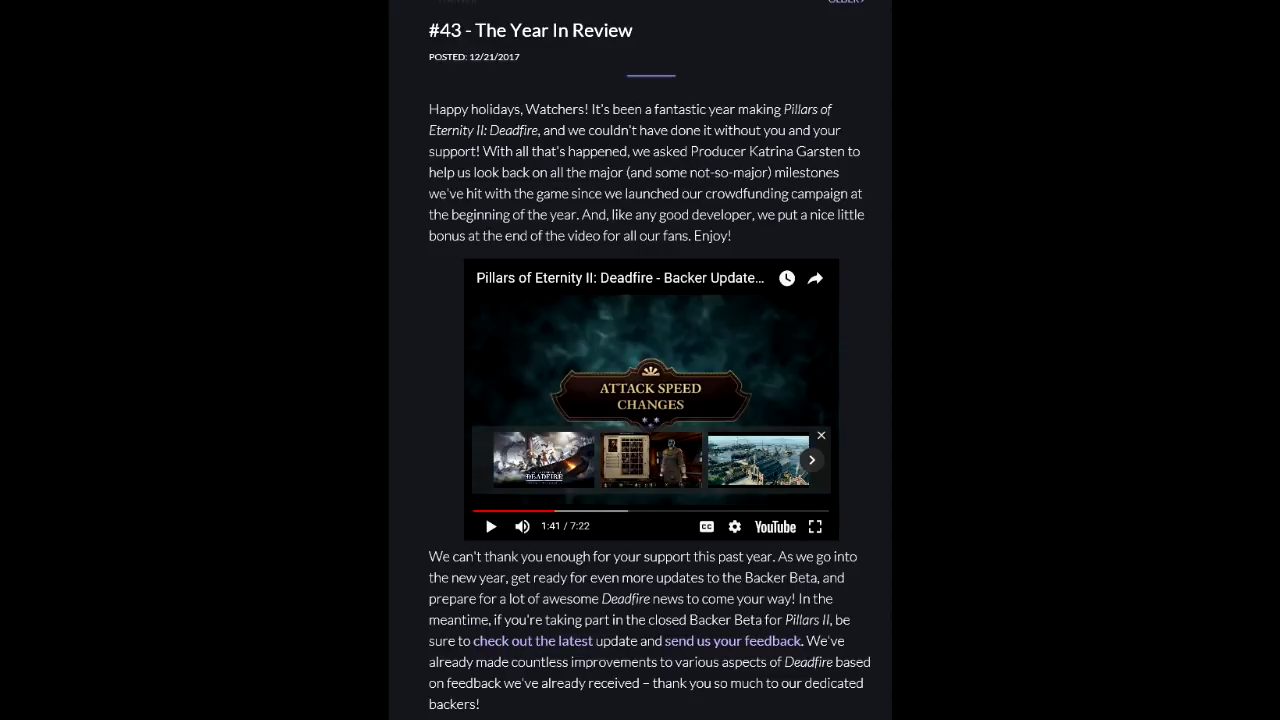 #43 - The Year In Review
POSTED: 12/21/2017
Happy holidays, Watchers! It's been a fantastic year making Pillars of
Eternity II: Deadfire, and we couldn't have done it without you and your
support! With all that's happened, we asked Producer Katrina Garsten to
help us look back on all the major (and some not-so-major) milestones
we've hit with the game since we launched our crowdfunding campaign at
the beginning of the year. And, like any good developer, we put a nice little
bonus at the end of the video for all our fans. Enjoy!
Pillars of Eternity II: Deadfire - Backer Update...
ATTACK SPEED
CHANGES
DEADFIRE
1:41 / 7:22
CC
YouTube
We can't thank you enough for your support this past year. As we go into
the new year, get ready for even more updates to the Backer Beta, and
prepare for a lot of awesome Deadfire news to come your way! In the
meantime, if you're taking part in the closed Backer Beta for Pillars II, be
sure to check out the latest update and send us your feedback. We've
already made countless improvements to various aspects of Deadfire based
on feedback we've already received – thank you so much to our dedicated
backers!